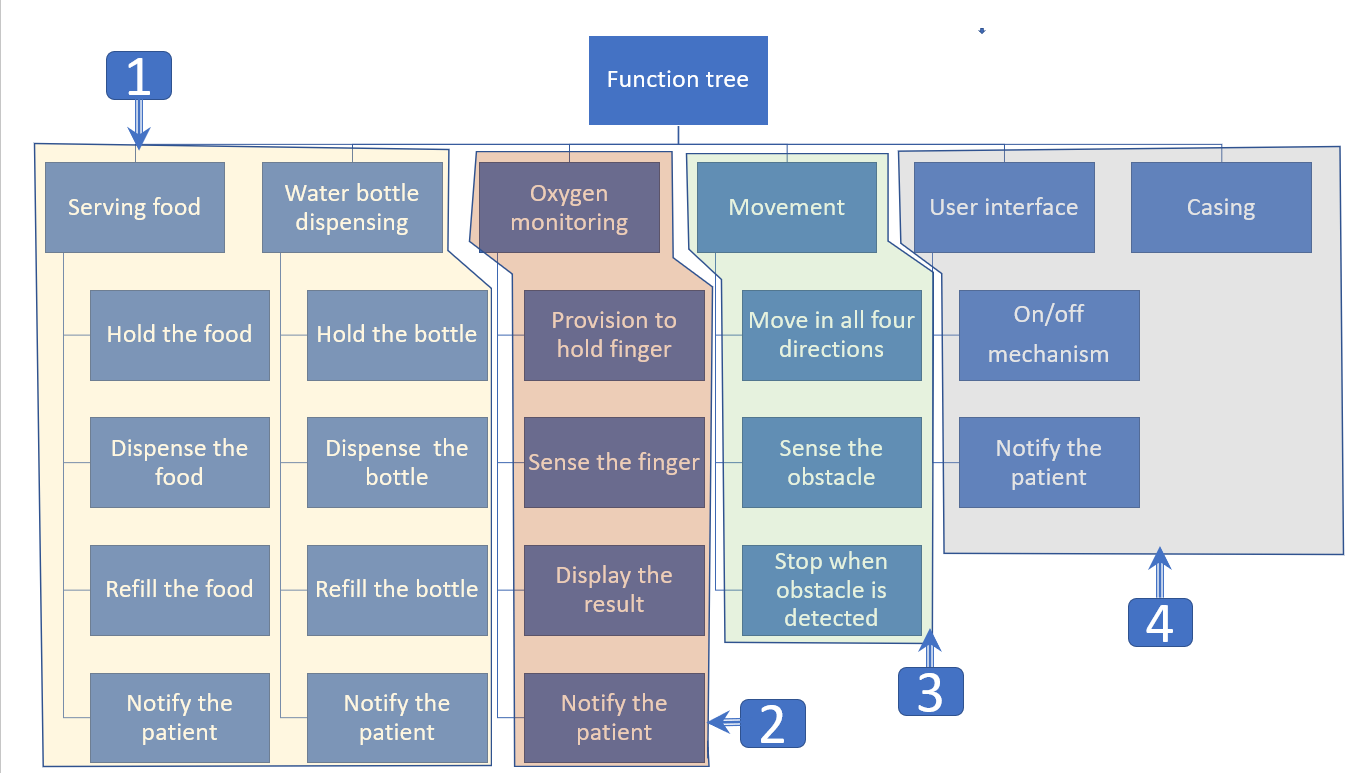 Function tree
1
Serving food
Hold the food
Dispense the
food
Refill the food
Notify the
patient
Water bottle
dispensing
Hold the bottle
Dispense  the
bottle
Refill the bottle
Notify the
patient
Oxygen
monitoring
Provision to
hold finger
Sense the finger
Display the
result
Notify the
patient
2
Movement
Move in all four
directions
Sense the
obstacle
Stop when
obstacle is
detected
3
User interface
On/off
mechanism
Notify the
patient
Casing
4